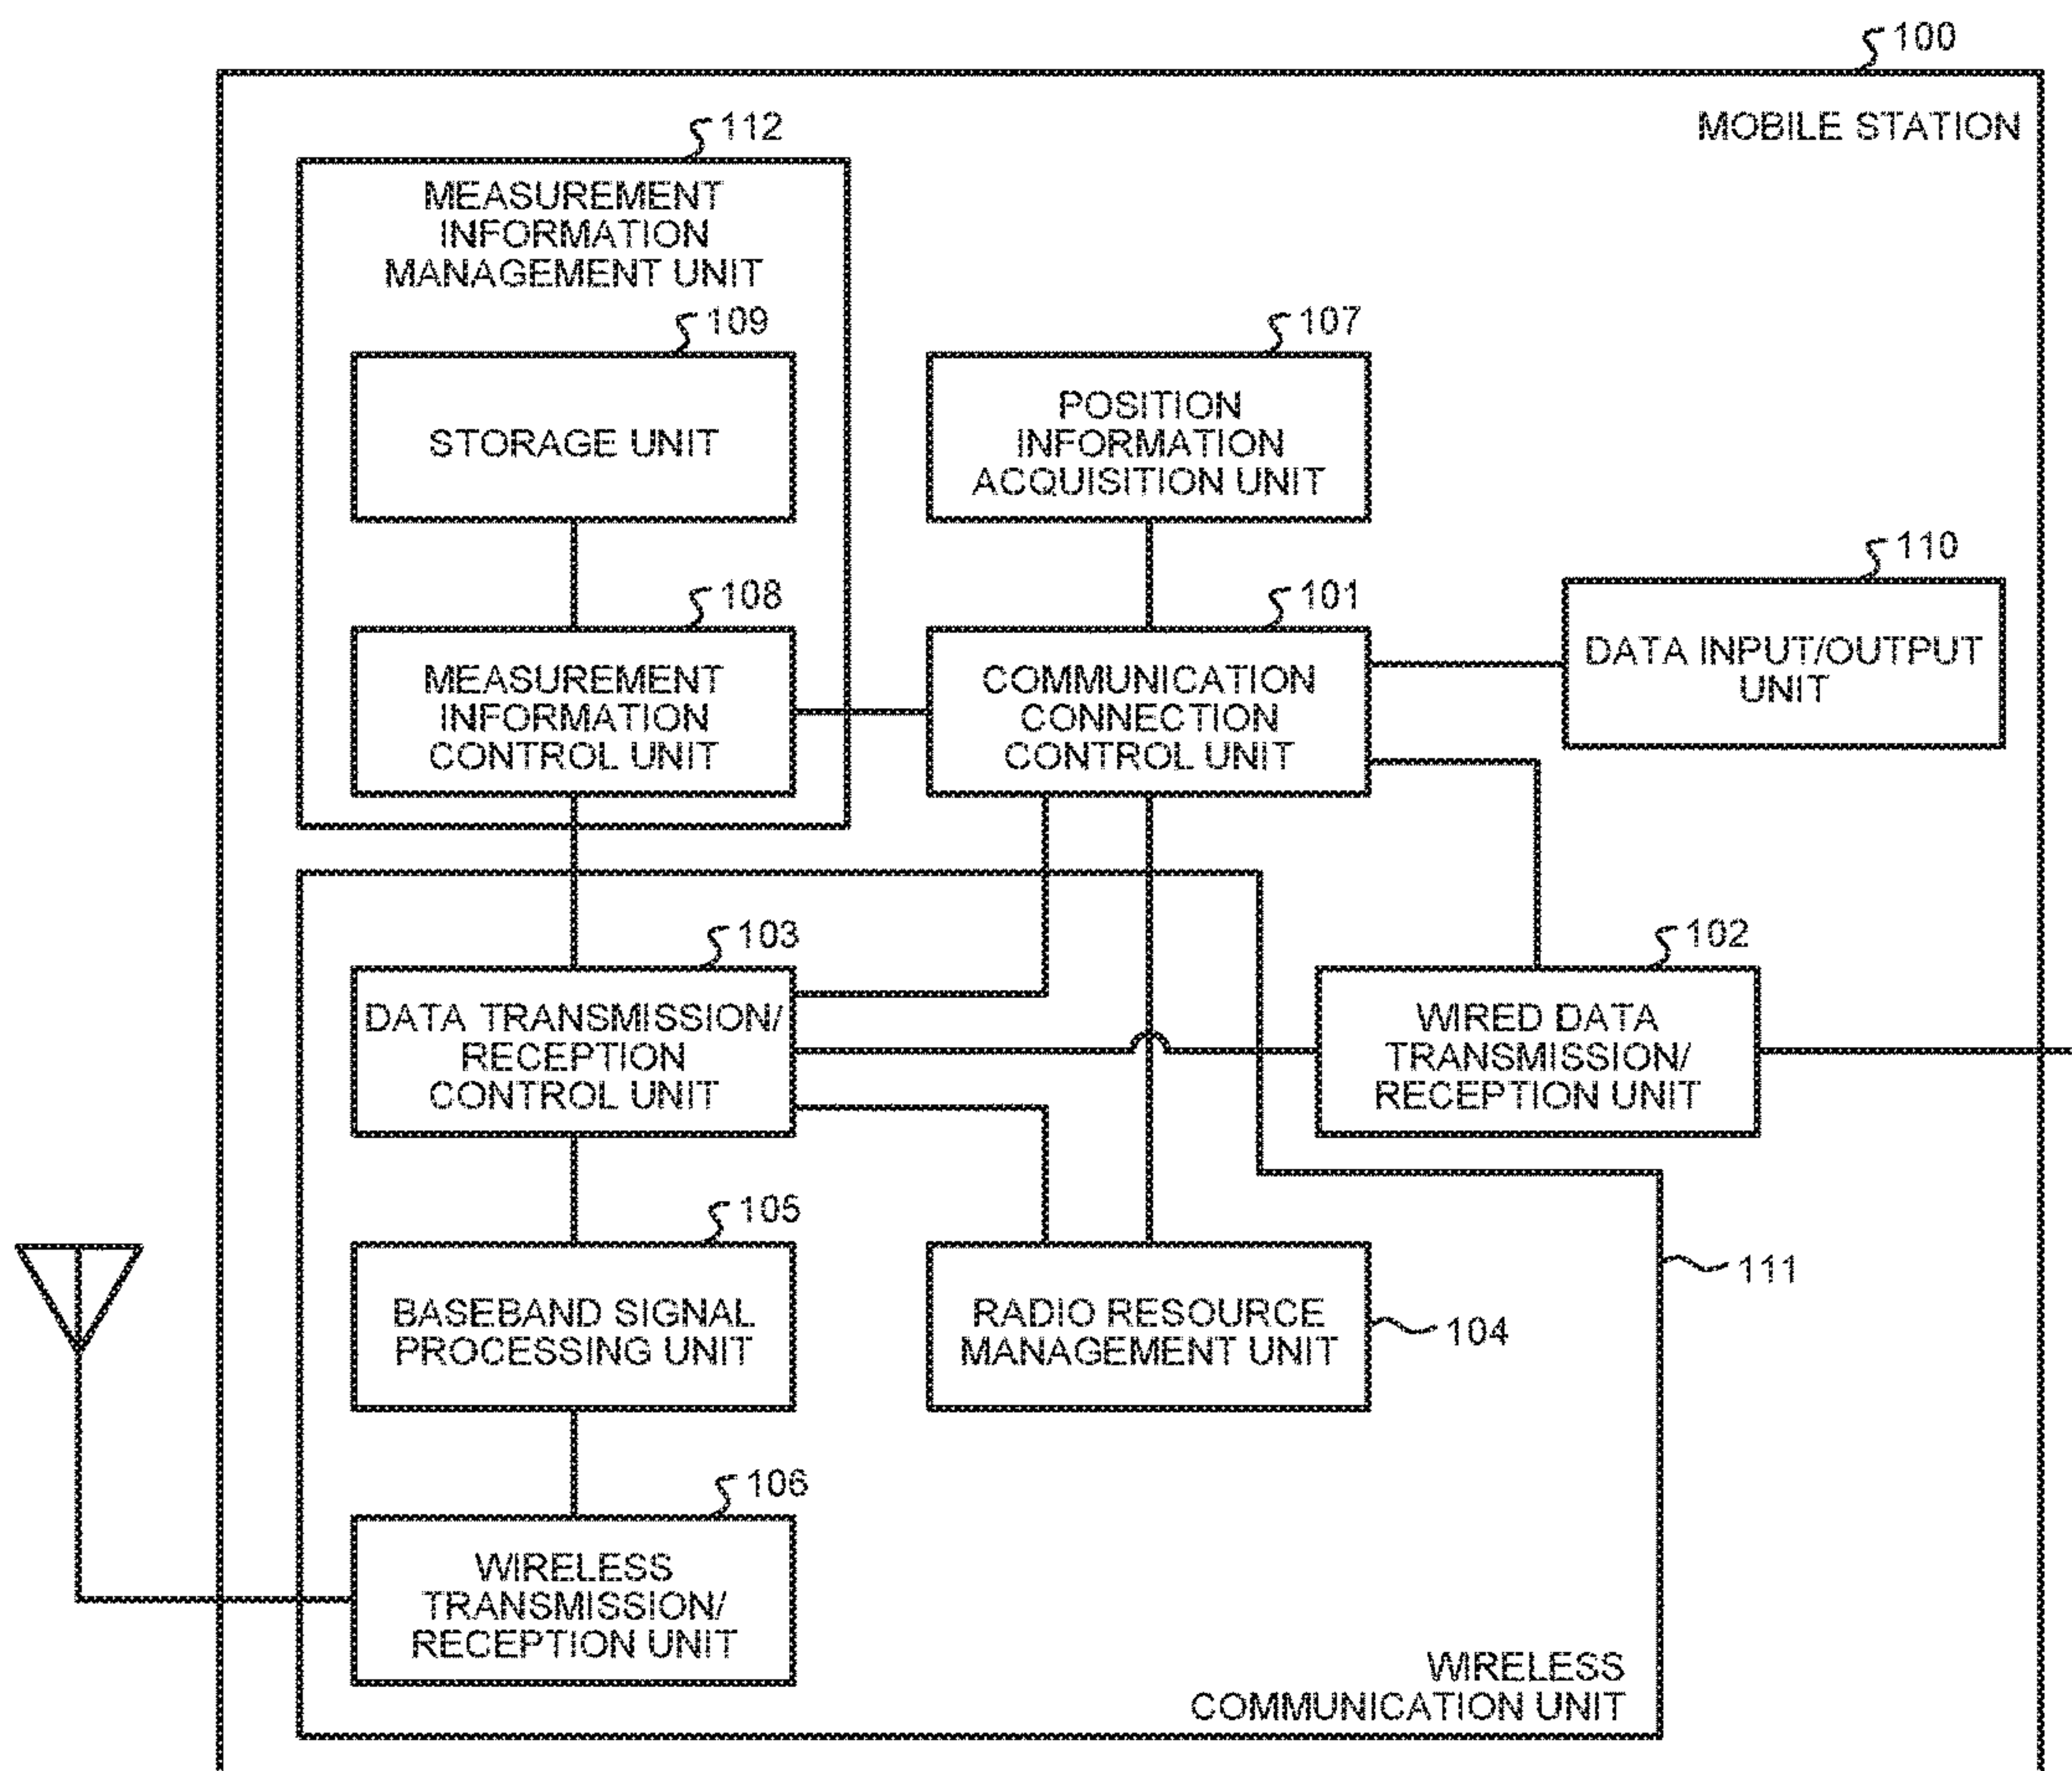 100
MOBILE STATION
112
MEASUREMENT
INFORMATION
MANAGEMENT UNIT
109
STORAGE UNIT
107
POSITION
INFORMATION
ACQUISITION UNIT
110
DATA INPUT/OUTPUT
UNIT
108
MEASUREMENT
INFORMATION
CONTROL UNIT
101
COMMUNICATION
CONNECTION
CONTROL UNIT
103
DATA TRANSMISSION/
RECEPTION
CONTROL UNIT
102
WIRED DATA
TRANSMISSION/
RECEPTION UNIT
105
BASEBAND SIGNAL
PROCESSING UNIT
RADIO RESOURCE
MANAGEMENT UNIT
104
111
106
WIRELESS
TRANSMISSION/
RECEPTION UNIT
WIRELESS
COMMUNICATION UNIT